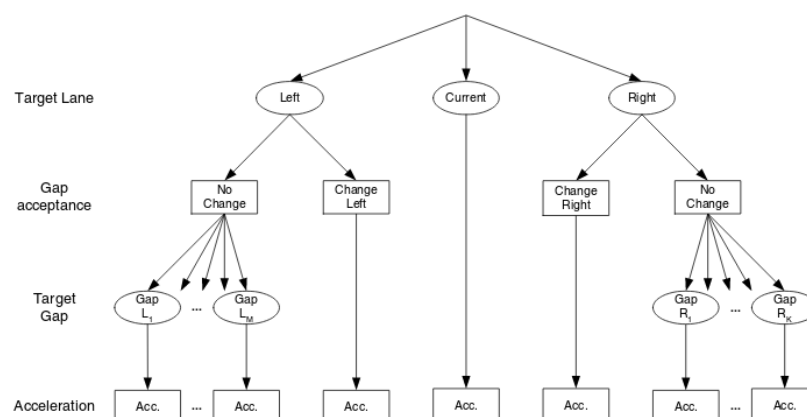 Target Lane
Left
Current
Right
Gap
acceptance
No
Change
Change
Left
Change
Right
No
Change
Target
Gap
Gap
L1
...
Gap
LM
Gap
R1
...
Gap
RK
Acceleration
Acc.
...
Acc.
Acc.
Acc.
Acc.
Acc.
...
Acc.